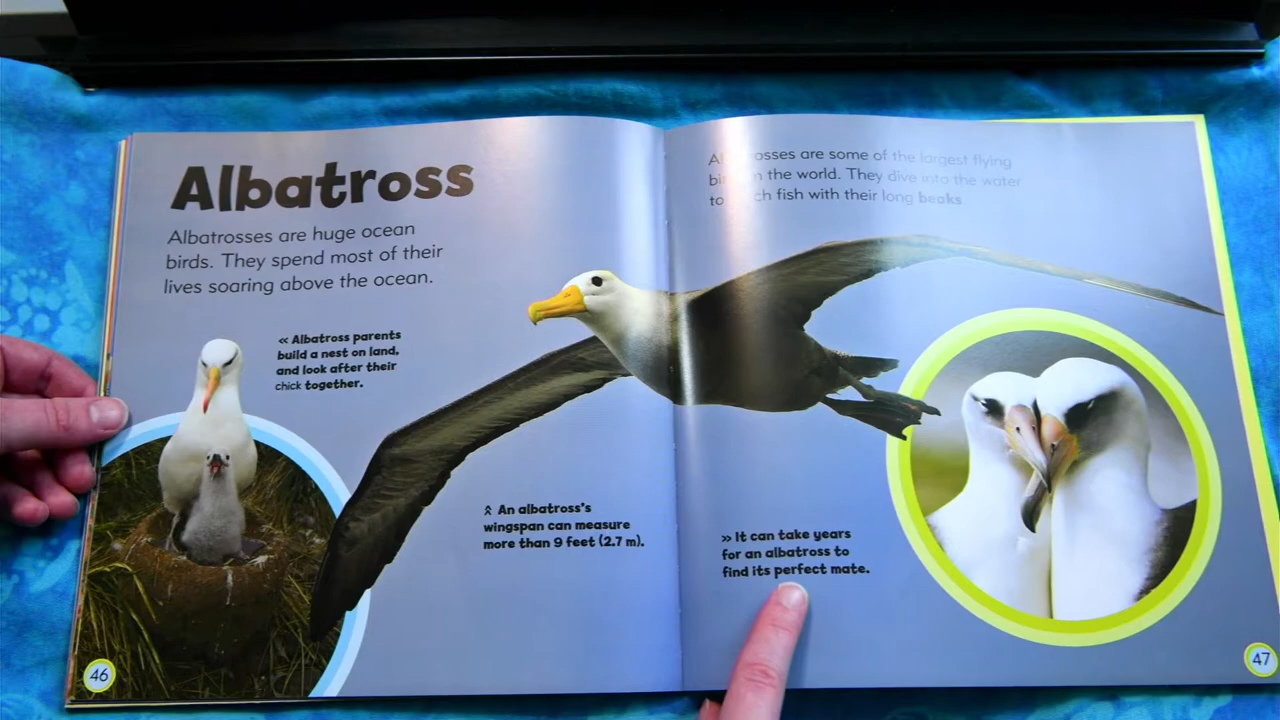 Albatross
Albatrosses are huge ocean
birds. They spend most of their
lives soaring above the ocean.
« Albatross parents
build a nest on land,
and look after their
chick together.
An albatross's
wingspan can measure
more than 9 feet (2.7 m).
46
are some of the largest flying
the world. They dive into the water
to fish with their long beaks
» It can take years
for an albatross to
find its perfect mate.
47